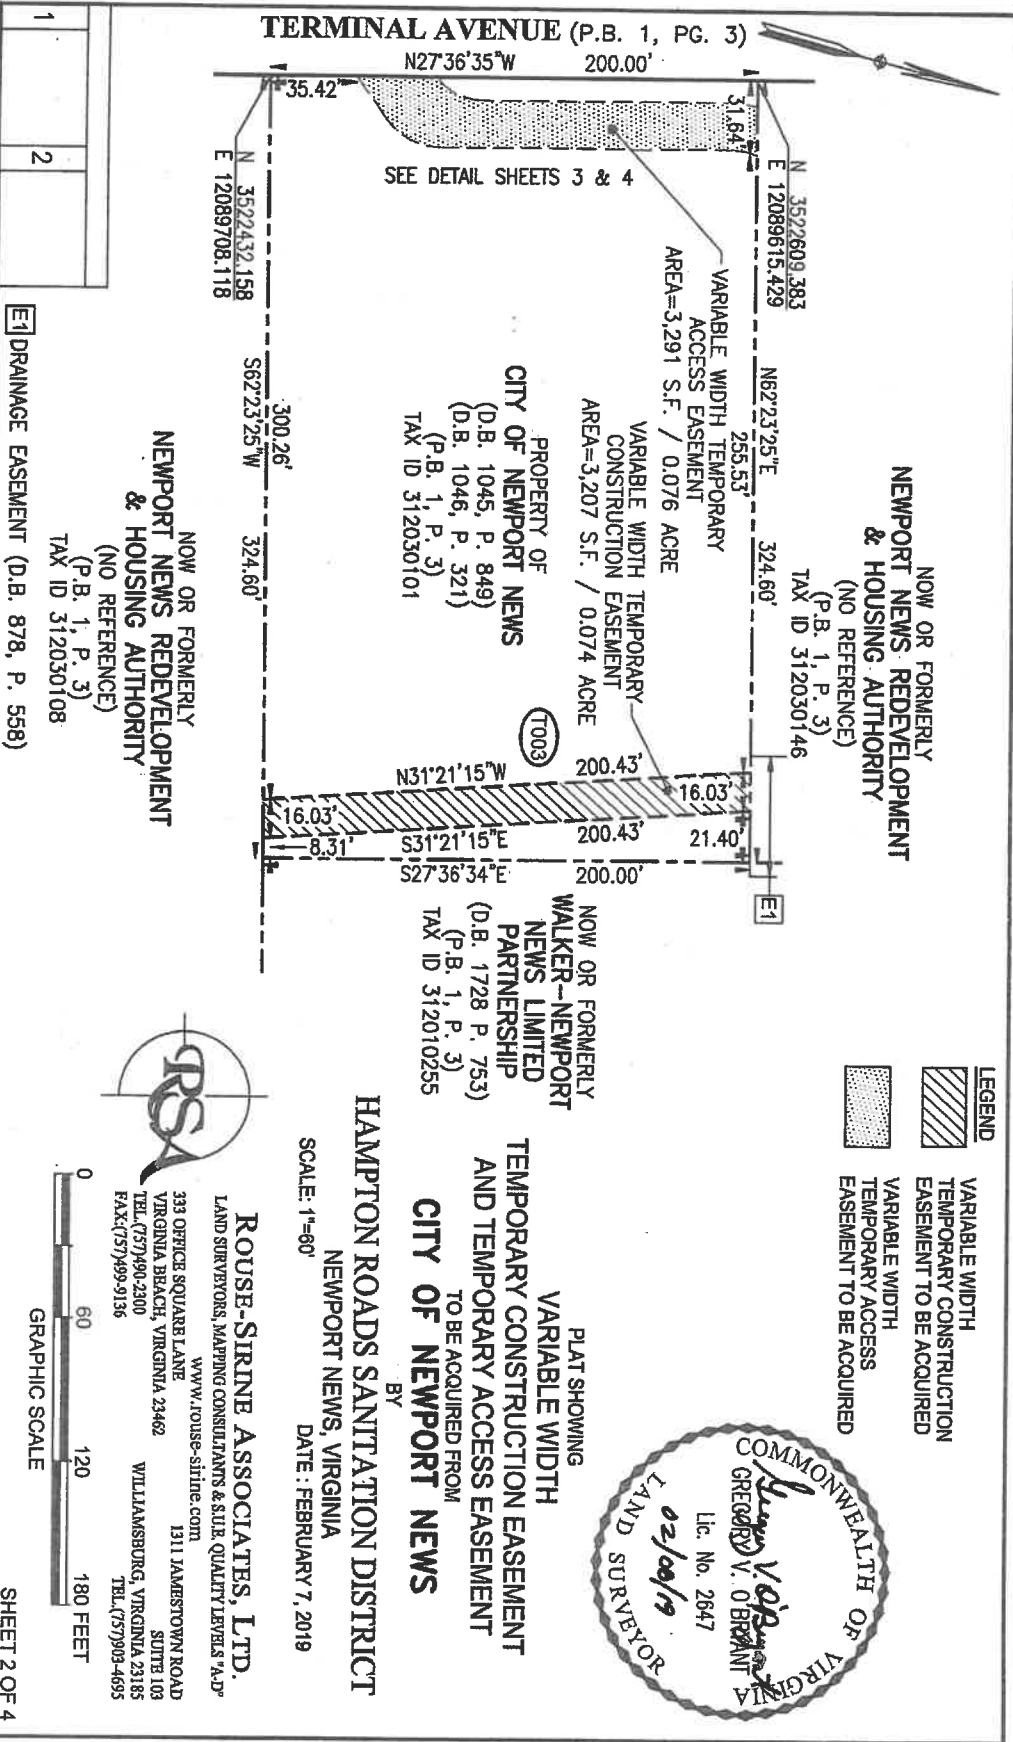 TERMINAL AVENUE (P.B. 1, PG. 3)
N27°36'35"W 200.00'
35.42'
31.64'
SEE DETAIL SHEETS 3 & 4
N 3522609.383
E 12089615.429
N 3522432.158
E 12089708.118
VARIABLE WIDTH TEMPORARY
ACCESS EASEMENT
AREA=3,291 S.F. / 0.076 ACRE
N62°23'25"E 324.60'
255.53'
VARIABLE WIDTH TEMPORARY
CONSTRUCTION EASEMENT
AREA=3,207 S.F. / 0.074 ACRE
PROPERTY OF
CITY OF NEWPORT NEWS
(D.B. 1045, P. 849)
(D.B. 1046, P. 321)
(P.B. 1, P. 3)
TAX ID 312030101
300.26'
S62°23'25"W 324.60'
NOW OR FORMERLY
NEWPORT NEWS REDEVELOPMENT
& HOUSING AUTHORITY
(NO REFERENCE)
(P.B. 1, P. 3)
TAX ID 312030146
NOW OR FORMERLY
NEWPORT NEWS REDEVELOPMENT
& HOUSING AUTHORITY
(NO REFERENCE)
(P.B. 1, P. 3)
TAX ID 312030108
E1 DRAINAGE EASEMENT (D.B. 878, P. 558)
1
2
T003
N31°21'15"W 200.43'
16.03'
16.03'
S31°21'15"E 200.43'
8.31'
21.40'
S27°36'34"E 200.00'
E1
NOW OR FORMERLY
WALKER-NEWPORT
NEWS LIMITED
PARTNERSHIP
(D.B. 1728 P. 753)
(P.B. 1, P. 3)
TAX ID 312010255
LEGEND
VARIABLE WIDTH
TEMPORARY CONSTRUCTION
EASEMENT TO BE ACQUIRED
VARIABLE WIDTH
TEMPORARY ACCESS
EASEMENT TO BE ACQUIRED
COMMONWEALTH OF VIRGINIA
Gregory V. O'Bryant
GREGORY V. O'BRYANT
Lic. No. 2647
02/08/19
LAND SURVEYOR
PLAT SHOWING
VARIABLE WIDTH
TEMPORARY CONSTRUCTION EASEMENT
AND TEMPORARY ACCESS EASEMENT
TO BE ACQUIRED FROM
CITY OF NEWPORT NEWS
BY
HAMPTON ROADS SANITATION DISTRICT
NEWPORT NEWS, VIRGINIA
SCALE: 1"=60' DATE: FEBRUARY 7, 2019
RSA
ROUSE-SIRINE ASSOCIATES, LTD.
LAND SURVEYORS, MAPPING CONSULTANTS & S.U.E. QUALITY LEVELS "A-D"
www.rouse-sirine.com
333 OFFICE SQUARE LANE
VIRGINIA BEACH, VIRGINIA 23462
TEL.(757)490-2300
FAX:(757)499-9136
1311 JAMESTOWN ROAD
SUITE 103
WILLIAMSBURG, VIRGINIA 23185
TEL.(757)903-4695
0 60 120 180 FEET
GRAPHIC SCALE
SHEET 2 OF 4